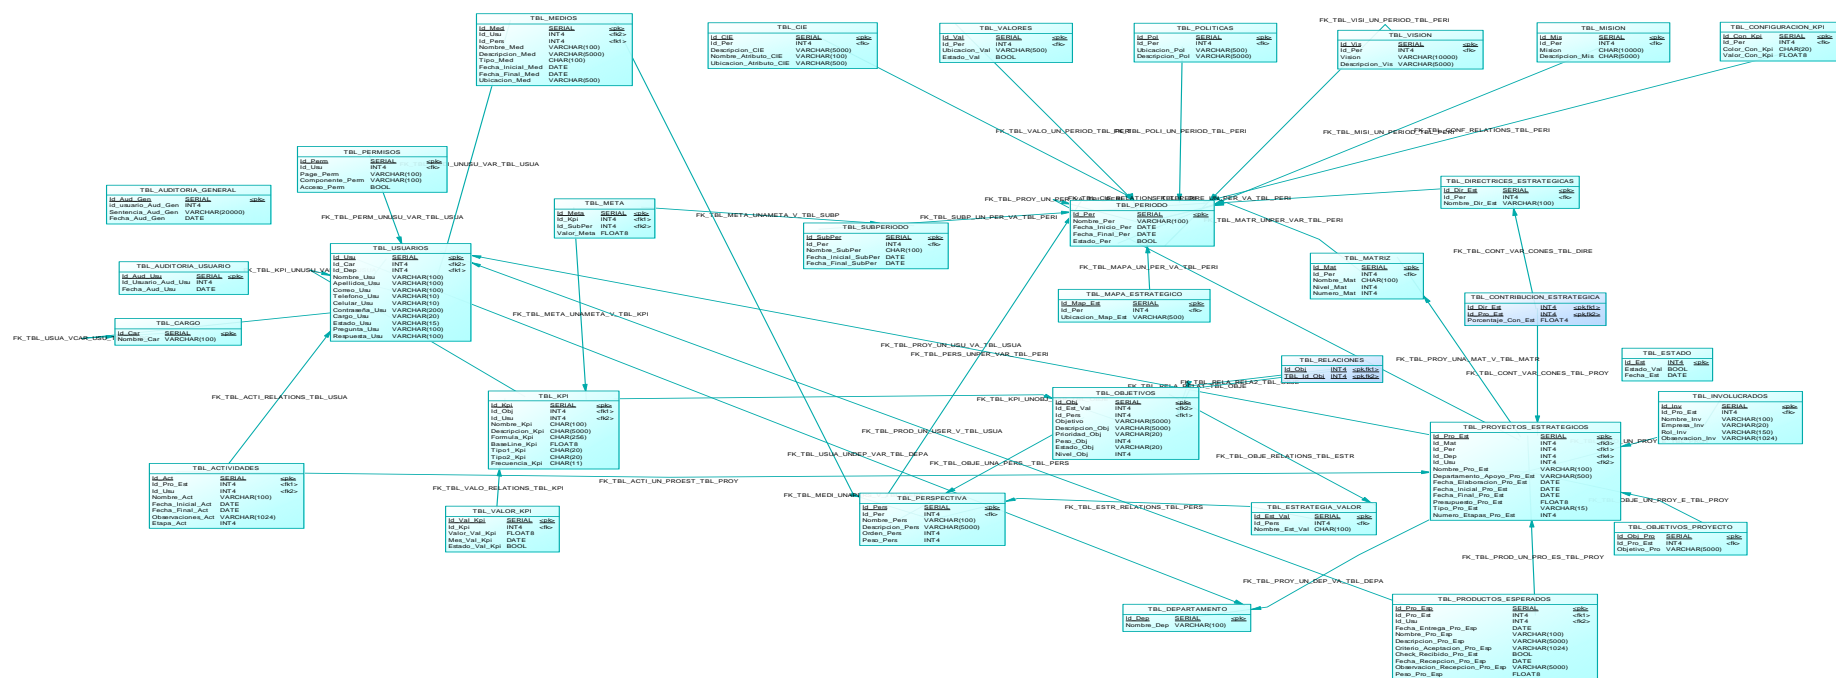 TBL_MEDIOS
Id_Med SERIAL <pk>
Id_Usu INT4 <fk2>
Id_Pers INT4 <fk1>
Nombre_Med VARCHAR(100)
Descripcion_Med VARCHAR(5000)
Tipo_Med CHAR(100)
Fecha_Inicial_Med DATE
Fecha_Final_Med DATE
Ubicacion_Med VARCHAR(500)
TBL_CIE
Id_CIE SERIAL <pk>
Id_Per INT4 <fk>
Descripcion_CIE VARCHAR(5000)
Nombre_Atributo_CIE VARCHAR(100)
Ubicacion_Atributo_CIE VARCHAR(500)
TBL_VALORES
Id_Val SERIAL <pk>
Id_Per INT4 <fk>
Ubicacion_Val VARCHAR(500)
Estado_Val BOOL
TBL_POLITICAS
Id_Pol SERIAL <pk>
Id_Per INT4 <fk>
Ubicacion_Pol VARCHAR(500)
Descripcion_Pol VARCHAR(5000)
FK_TBL_VISI_UN_PERIOD_TBL_PERI
TBL_VISION
Id_Vis SERIAL <pk>
Id_Per INT4 <fk>
Vision VARCHAR(10000)
Descripcion_Vis VARCHAR(5000)
TBL_MISION
Id_Mis SERIAL <pk>
Id_Per INT4 <fk>
Mision CHAR(10000)
Descripcion_Mis CHAR(5000)
TBL_CONFIGURACION_KPI
Id_Con_Kpi SERIAL <pk>
Id_Per INT4 <fk>
Color_Con_Kpi CHAR(20)
Valor_Con_Kpi FLOAT8
FK_TBL_VALO_UN_PERIOD_TBL_PERI
FK_TBL_POLI_UN_PERIOD_TBL_PERI
FK_TBL_MISI_UN_PERIOD_TBL_PERI
TBL_PERMISOS
Id_Perm SERIAL <pk>
Id_Usu INT4 <fk>
Page_Perm VARCHAR(100)
Componente_Perm VARCHAR(100)
Acceso_Perm BOOL
TBL_AUDITORIA_GENERAL
Id_Aud_Gen SERIAL <pk>
id_usuario_Aud_Gen INT4
Sentencia_Aud_Gen VARCHAR(20000)
Fecha_Aud_Gen DATE
FK_TBL_PERM_UNUSU_VAR_TBL_USUA
TBL_META
Id_Meta SERIAL <pk>
Id_Kpi INT4 <fk1>
Id_SubPer INT4 <fk2>
Valor_Meta FLOAT8
FK_TBL_META_UNAMETA_V_TBL_SUBP
TBL_SUBPERIODO
Id_SubPer SERIAL <pk>
Id_Per INT4 <fk>
Nombre_SubPer CHAR(100)
Fecha_Inicial_SubPer DATE
Fecha_Final_SubPer DATE
FK_TBL_SUBP_UN_PER_VA_TBL_PERI
TBL_PERIODO
Id_Per SERIAL <pk>
Nombre_Per VARCHAR(100)
Fecha_Inicio_Per DATE
Fecha_Final_Per DATE
Estado_Per BOOL
TBL_DIRECTRICES_ESTRATEGICAS
Id_Dir_Est SERIAL <pk>
Id_Per INT4 <fk>
Nombre_Dir_Est VARCHAR(100)
FK_TBL_CONT_VAR_CONES_TBL_DIRE
TBL_AUDITORIA_USUARIO
Id_Aud_Usu SERIAL <pk>
Id_Usuario_Aud_Usu INT4
Fecha_Aud_Usu DATE
TBL_USUARIOS
Id_Usu SERIAL <pk>
Id_Car INT4 <fk2>
Id_Dep INT4 <fk1>
Nombre_Usu VARCHAR(100)
Apellidos_Usu VARCHAR(100)
Correo_Usu VARCHAR(100)
Telefono_Usu VARCHAR(10)
Celular_Usu VARCHAR(10)
Contraseña_Usu VARCHAR(200)
Cargo_Usu VARCHAR(20)
Estado_Usu VARCHAR(15)
Pregunta_Usu VARCHAR(100)
Respuesta_Usu VARCHAR(100)
FK_TBL_MAPA_UN_PER_VA_TBL_PERI
TBL_MATRIZ
Id_Mat SERIAL <pk>
Id_Per INT4 <fk>
Nombre_Mat CHAR(100)
Nivel_Mat INT4
Numero_Mat INT4
TBL_MAPA_ESTRATEGICO
Id_Map_Est SERIAL <pk>
Id_Per INT4 <fk>
Ubicacion_Map_Est VARCHAR(500)
TBL_CONTRIBUCION_ESTRATEGICA
Id_Dir_Est INT4 <pk,fk1>
Id_Pro_Est INT4 <pk,fk2>
Porcentaje_Con_Est FLOAT4
TBL_CARGO
Id_Car SERIAL <pk>
Nombre_Car VARCHAR(100)
FK_TBL_META_UNAMETA_V_TBL_KPI
FK_TBL_PROY_UN_USU_VA_TBL_USUA
FK_TBL_PERS_UNPER_VAR_TBL_PERI
TBL_RELACIONES
Id_Obj INT4 <pk,fk1>
TBL_Id_Obj INT4 <pk,fk2>
FK_TBL_PROY_UNA_MAT_V_TBL_MATR
FK_TBL_CONT_VAR_CONES_TBL_PROY
TBL_ESTADO
Id_Est INT4 <pk>
Estado_Val BOOL
Fecha_Est DATE
FK_TBL_ACTI_RELATIONS_TBL_USUA
TBL_KPI
Id_Kpi SERIAL <pk>
Id_Obj INT4 <fk1>
Id_Usu INT4 <fk2>
Nombre_Kpi CHAR(100)
Descripcion_Kpi CHAR(5000)
Formula_Kpi CHAR(256)
BaseLine_Kpi FLOAT8
Tipo1_Kpi CHAR(20)
Tipo2_Kpi CHAR(20)
Frecuencia_Kpi CHAR(11)
TBL_OBJETIVOS
Id_Obj SERIAL <pk>
Id_Est_Val INT4 <fk2>
Id_Pers INT4 <fk1>
Objetivo VARCHAR(5000)
Descripcion_Obj VARCHAR(5000)
Prioridad_Obj VARCHAR(20)
Peso_Obj INT4
Estado_Obj VARCHAR(20)
Nivel_Obj INT4
TBL_INVOLUCRADOS
Id_Inv SERIAL <pk>
Id_Pro_Est INT4 <fk>
Nombre_Inv VARCHAR(100)
Empresa_Inv VARCHAR(20)
Rol_Inv VARCHAR(150)
Observacion_Inv VARCHAR(1024)
TBL_PROYECTOS_ESTRATEGICOS
Id_Pro_Est SERIAL <pk>
Id_Mat INT4 <fk3>
Id_Per INT4 <fk1>
Id_Dep INT4 <fk4>
Id_Usu INT4 <fk2>
Nombre_Pro_Est VARCHAR(100)
Departamento_Apoyo_Pro_Est VARCHAR(500)
Fecha_Elaboracion_Pro_Est DATE
Fecha_Inicial_Pro_Est DATE
Fecha_Final_Pro_Est DATE
Presupuesto_Pro_Est FLOAT8
Tipo_Pro_Est VARCHAR(15)
Numero_Etapas_Pro_Est INT4
FK_TBL_PROD_UN_USER_V_TBL_USUA
FK_TBL_USUA_UNDEP_VAR_TBL_DEPA
FK_TBL_OBJE_UNA_PERS__TBL_PERS
FK_TBL_OBJE_RELATIONS_TBL_ESTR
TBL_ACTIVIDADES
Id_Act SERIAL <pk>
Id_Pro_Est INT4 <fk1>
Id_Usu INT4 <fk2>
Nombre_Act VARCHAR(100)
Fecha_Inicial_Act DATE
Fecha_Final_Act DATE
Observaciones_Act VARCHAR(1024)
Etapa_Act INT4
FK_TBL_ACTI_UN_PROEST_TBL_PROY
FK_TBL_VALO_RELATIONS_TBL_KPI
TBL_VALOR_KPI
Id_Val_Kpi SERIAL <pk>
Id_Kpi INT4 <fk>
Valor_Val_Kpi FLOAT8
Mes_Val_Kpi DATE
Estado_Val_Kpi BOOL
TBL_PERSPECTIVA
Id_Pers SERIAL <pk>
Id_Per INT4 <fk>
Nombre_Pers VARCHAR(100)
Descripcion_Pers VARCHAR(5000)
Orden_Pers INT4
Peso_Pers INT4
FK_TBL_ESTR_RELATIONS_TBL_PERS
TBL_ESTRATEGIA_VALOR
Id_Est_Val SERIAL <pk>
Id_Pers INT4 <fk>
Nombre_Est_Val CHAR(100)
TBL_OBJETIVOS_PROYECTO
Id_Obj_Pro SERIAL <pk>
Id_Pro_Est INT4 <fk>
Objetivo_Pro VARCHAR(5000)
FK_TBL_PROD_UN_PRO_ES_TBL_PROY
FK_TBL_PROY_UN_DEP_VA_TBL_DEPA
TBL_DEPARTAMENTO
Id_Dep SERIAL <pk>
Nombre_Dep VARCHAR(100)
TBL_PRODUCTOS_ESPERADOS
Id_Pro_Esp SERIAL <pk>
Id_Pro_Est INT4 <fk1>
Id_Usu INT4 <fk2>
Fecha_Entrega_Pro_Esp DATE
Nombre_Pro_Esp VARCHAR(100)
Descripcion_Pro_Esp VARCHAR(5000)
Criterio_Aceptacion_Pro_Esp VARCHAR(1024)
Check_Recibido_Pro_Est BOOL
Fecha_Recepcion_Pro_Esp DATE
Observacion_Recepcion_Pro_Esp VARCHAR(5000)
Peso_Pro_Esp FLOAT8